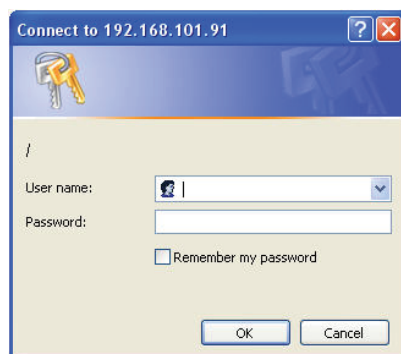 Connect to 192.168.101.91
/
User name:
Password:
Remember my password
OK Cancel